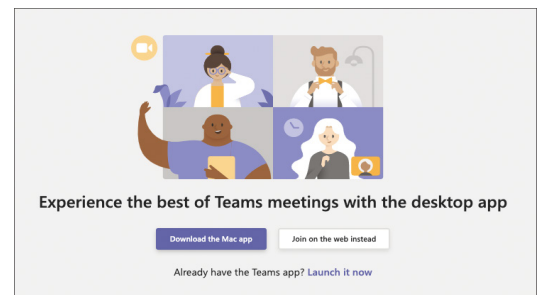 Experience the best of Teams meetings with the desktop app
Download the Mac app
Join on the web instead
Already have the Teams app? Launch it now